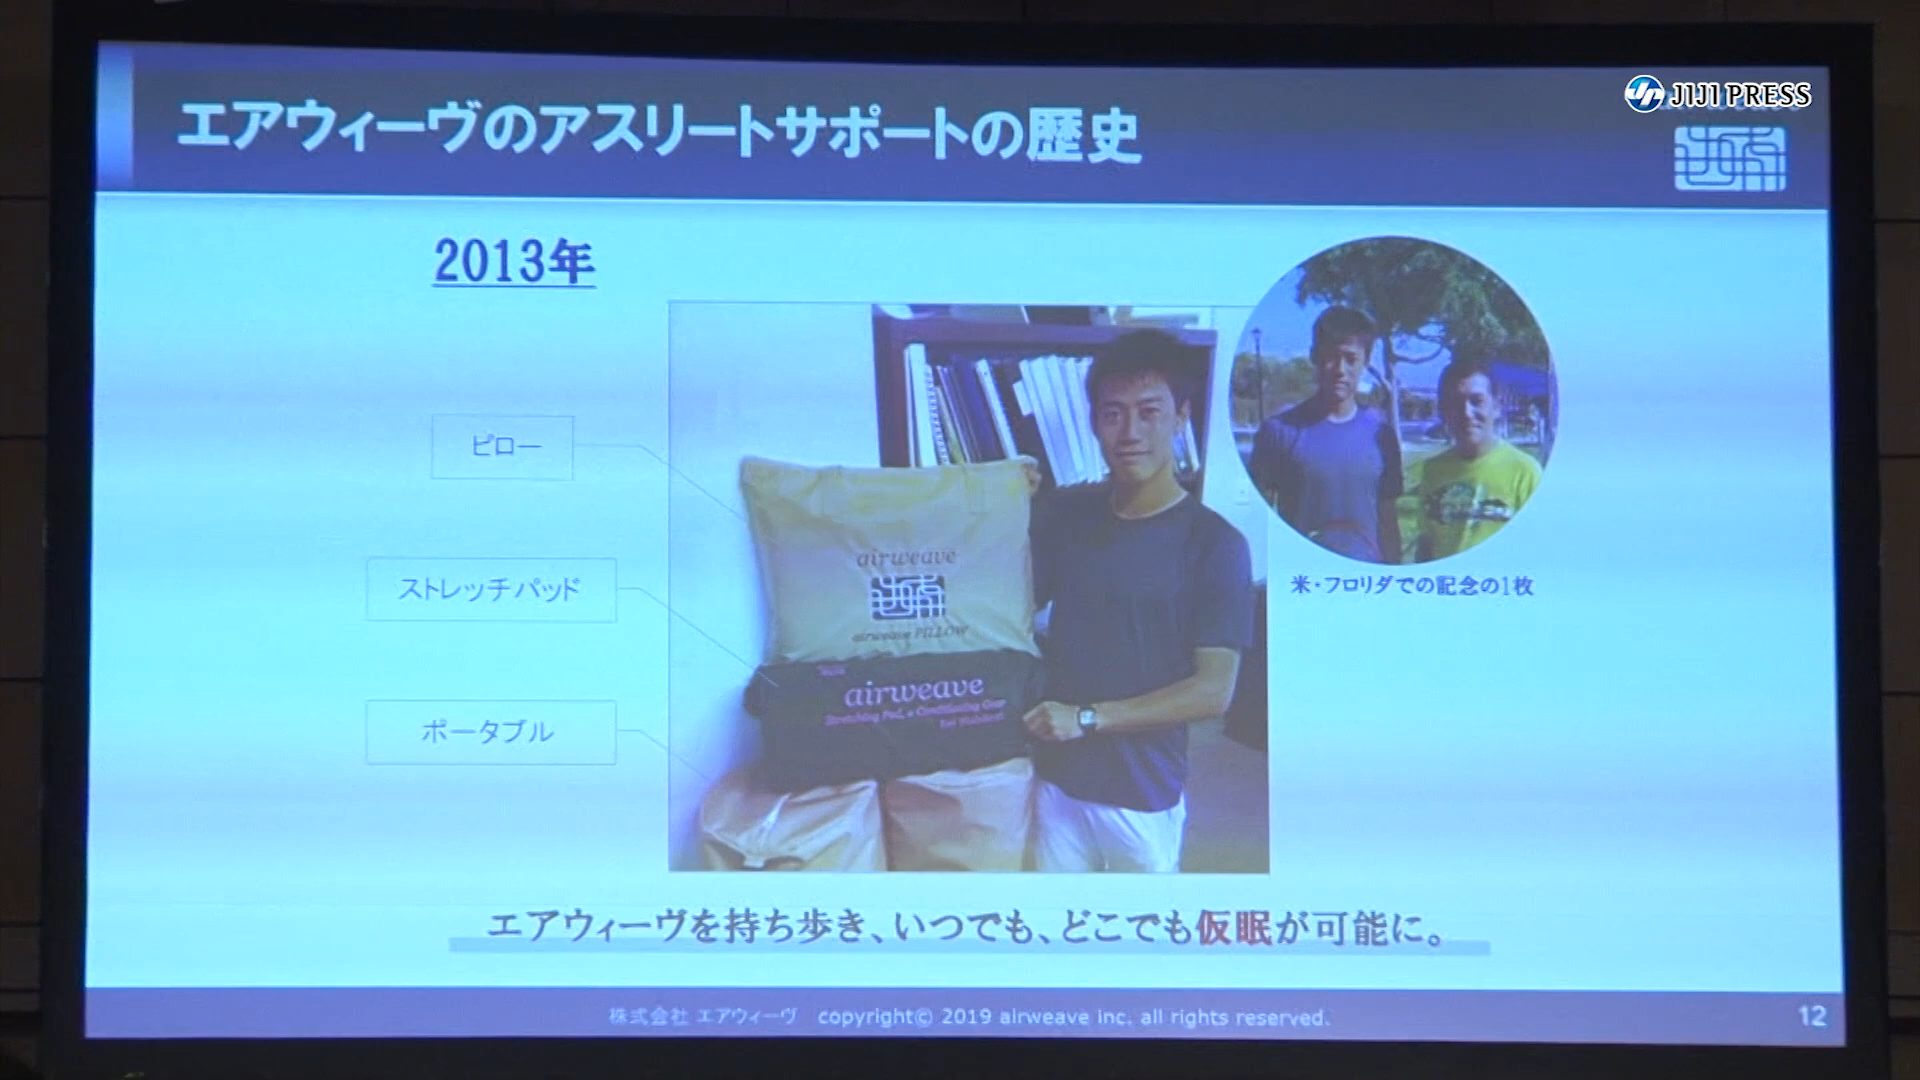 JIJI PRESS
エアウィーヴのアスリートサポートの歴史
2013年
ピロー
ストレッチパッド
ポータブル
airweave
airweave PILLOW
airweave
Stretching Pad, a Conditioning Gear
米・フロリダでの記念の1枚
エアウィーヴを持ち歩き、いつでも、どこでも仮眠が可能に。
株式会社 エアウィーヴ copyright© 2019 airweave inc. all rights reserved.
12